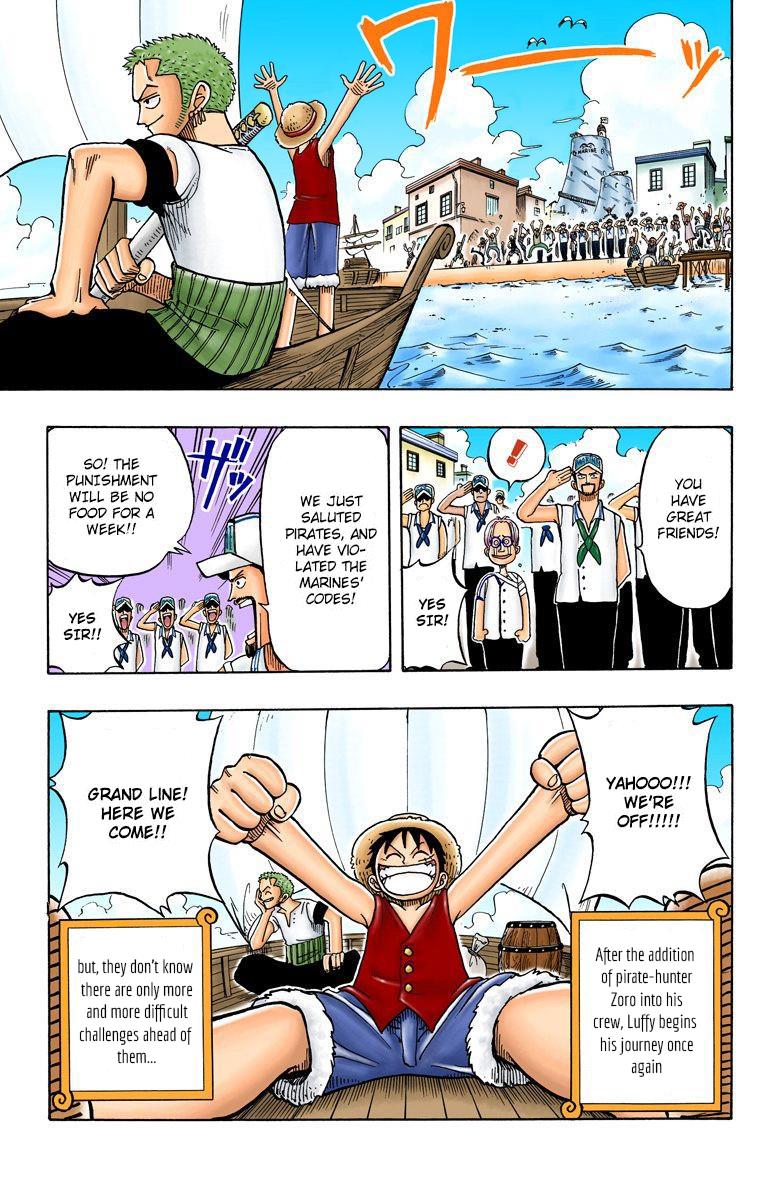 ワーッ
MARINE
YOU
HAVE
GREAT
FRIENDS!
!
YES
SIR!
WE JUST
SALUTED
PIRATES, AND
HAVE VIO-
LATED THE
MARINES'
CODES!
ザッ
SO! THE
PUNISHMENT
WILL BE NO
FOOD FOR A
WEEK!!
YES
SIR!!
YAHOOO!!!
WE'RE
OFF!!!!!
GRAND LINE!
HERE WE
COME!!
After the addition
of pirate-hunter
Zoro into his
crew, Luffy begins
his journey once
again
but, they don't know
there are only more
and more difficult
challenges ahead of
them...